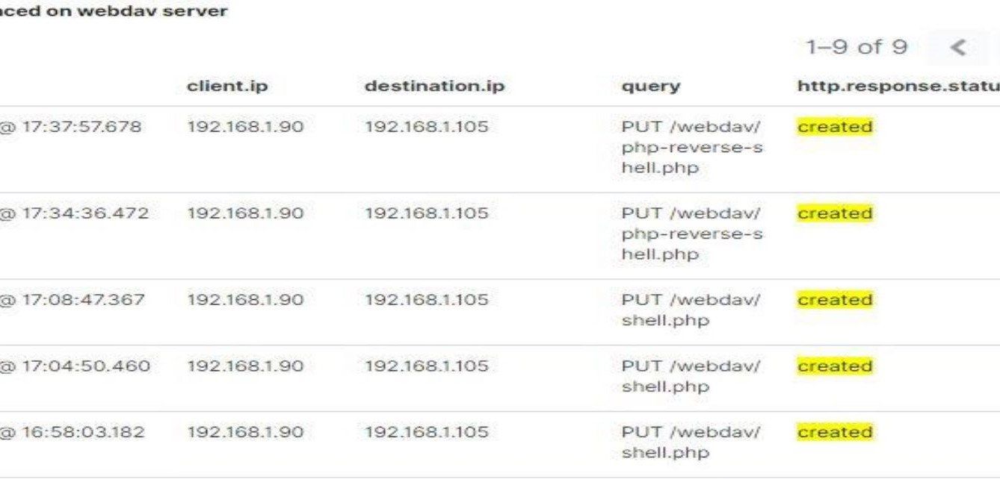 nced on webdav server
1–9 of 9 <
client.ip destination.ip query http.response.statu
@ 17:37:57.678 192.168.1.90 192.168.1.105 PUT /webdav/ created
php-reverse-s
hell.php
@ 17:34:36.472 192.168.1.90 192.168.1.105 PUT /webdav/ created
php-reverse-s
hell.php
@ 17:08:47.367 192.168.1.90 192.168.1.105 PUT /webdav/ created
shell.php
@ 17:04:50.460 192.168.1.90 192.168.1.105 PUT /webdav/ created
shell.php
@ 16:58:03.182 192.168.1.90 192.168.1.105 PUT /webdav/ created
shell.php